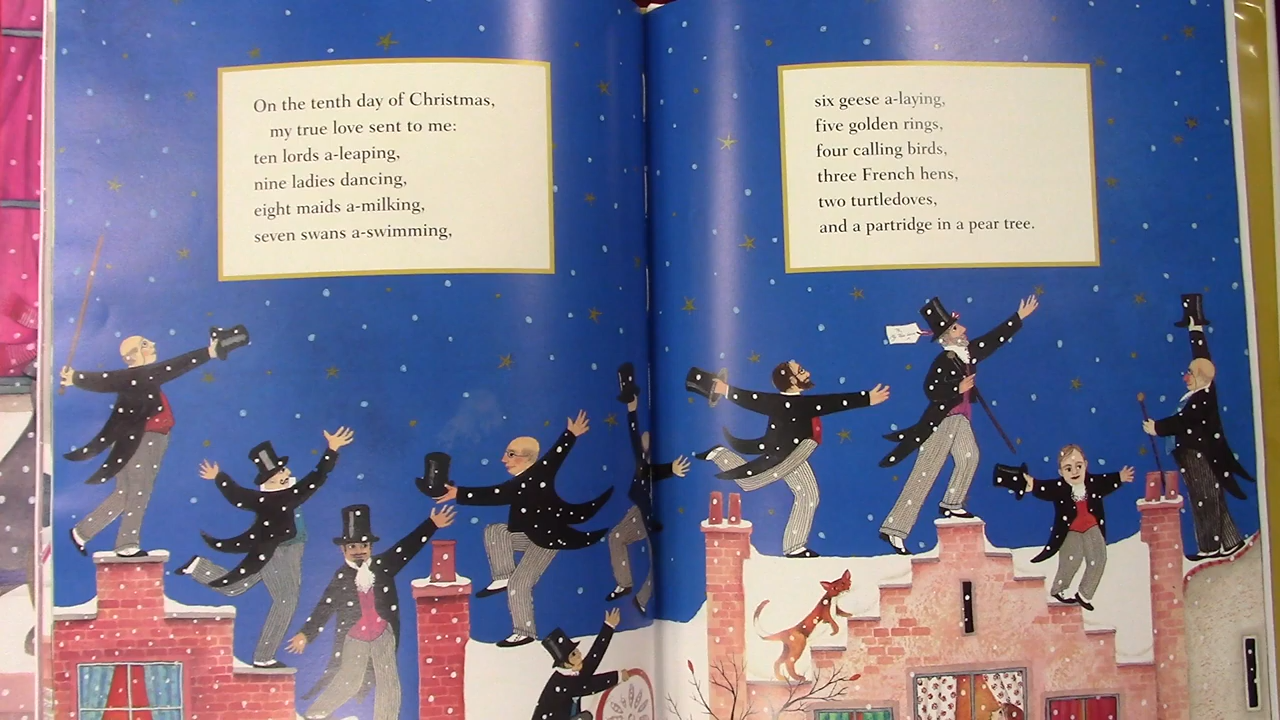 On the tenth day of Christmas,
my true love sent to me:
ten lords a-leaping,
nine ladies dancing,
eight maids a-milking,
seven swans a-swimming,
six geese a-laying,
five golden rings,
four calling birds,
three French hens,
two turtledoves,
and a partridge in a pear tree.